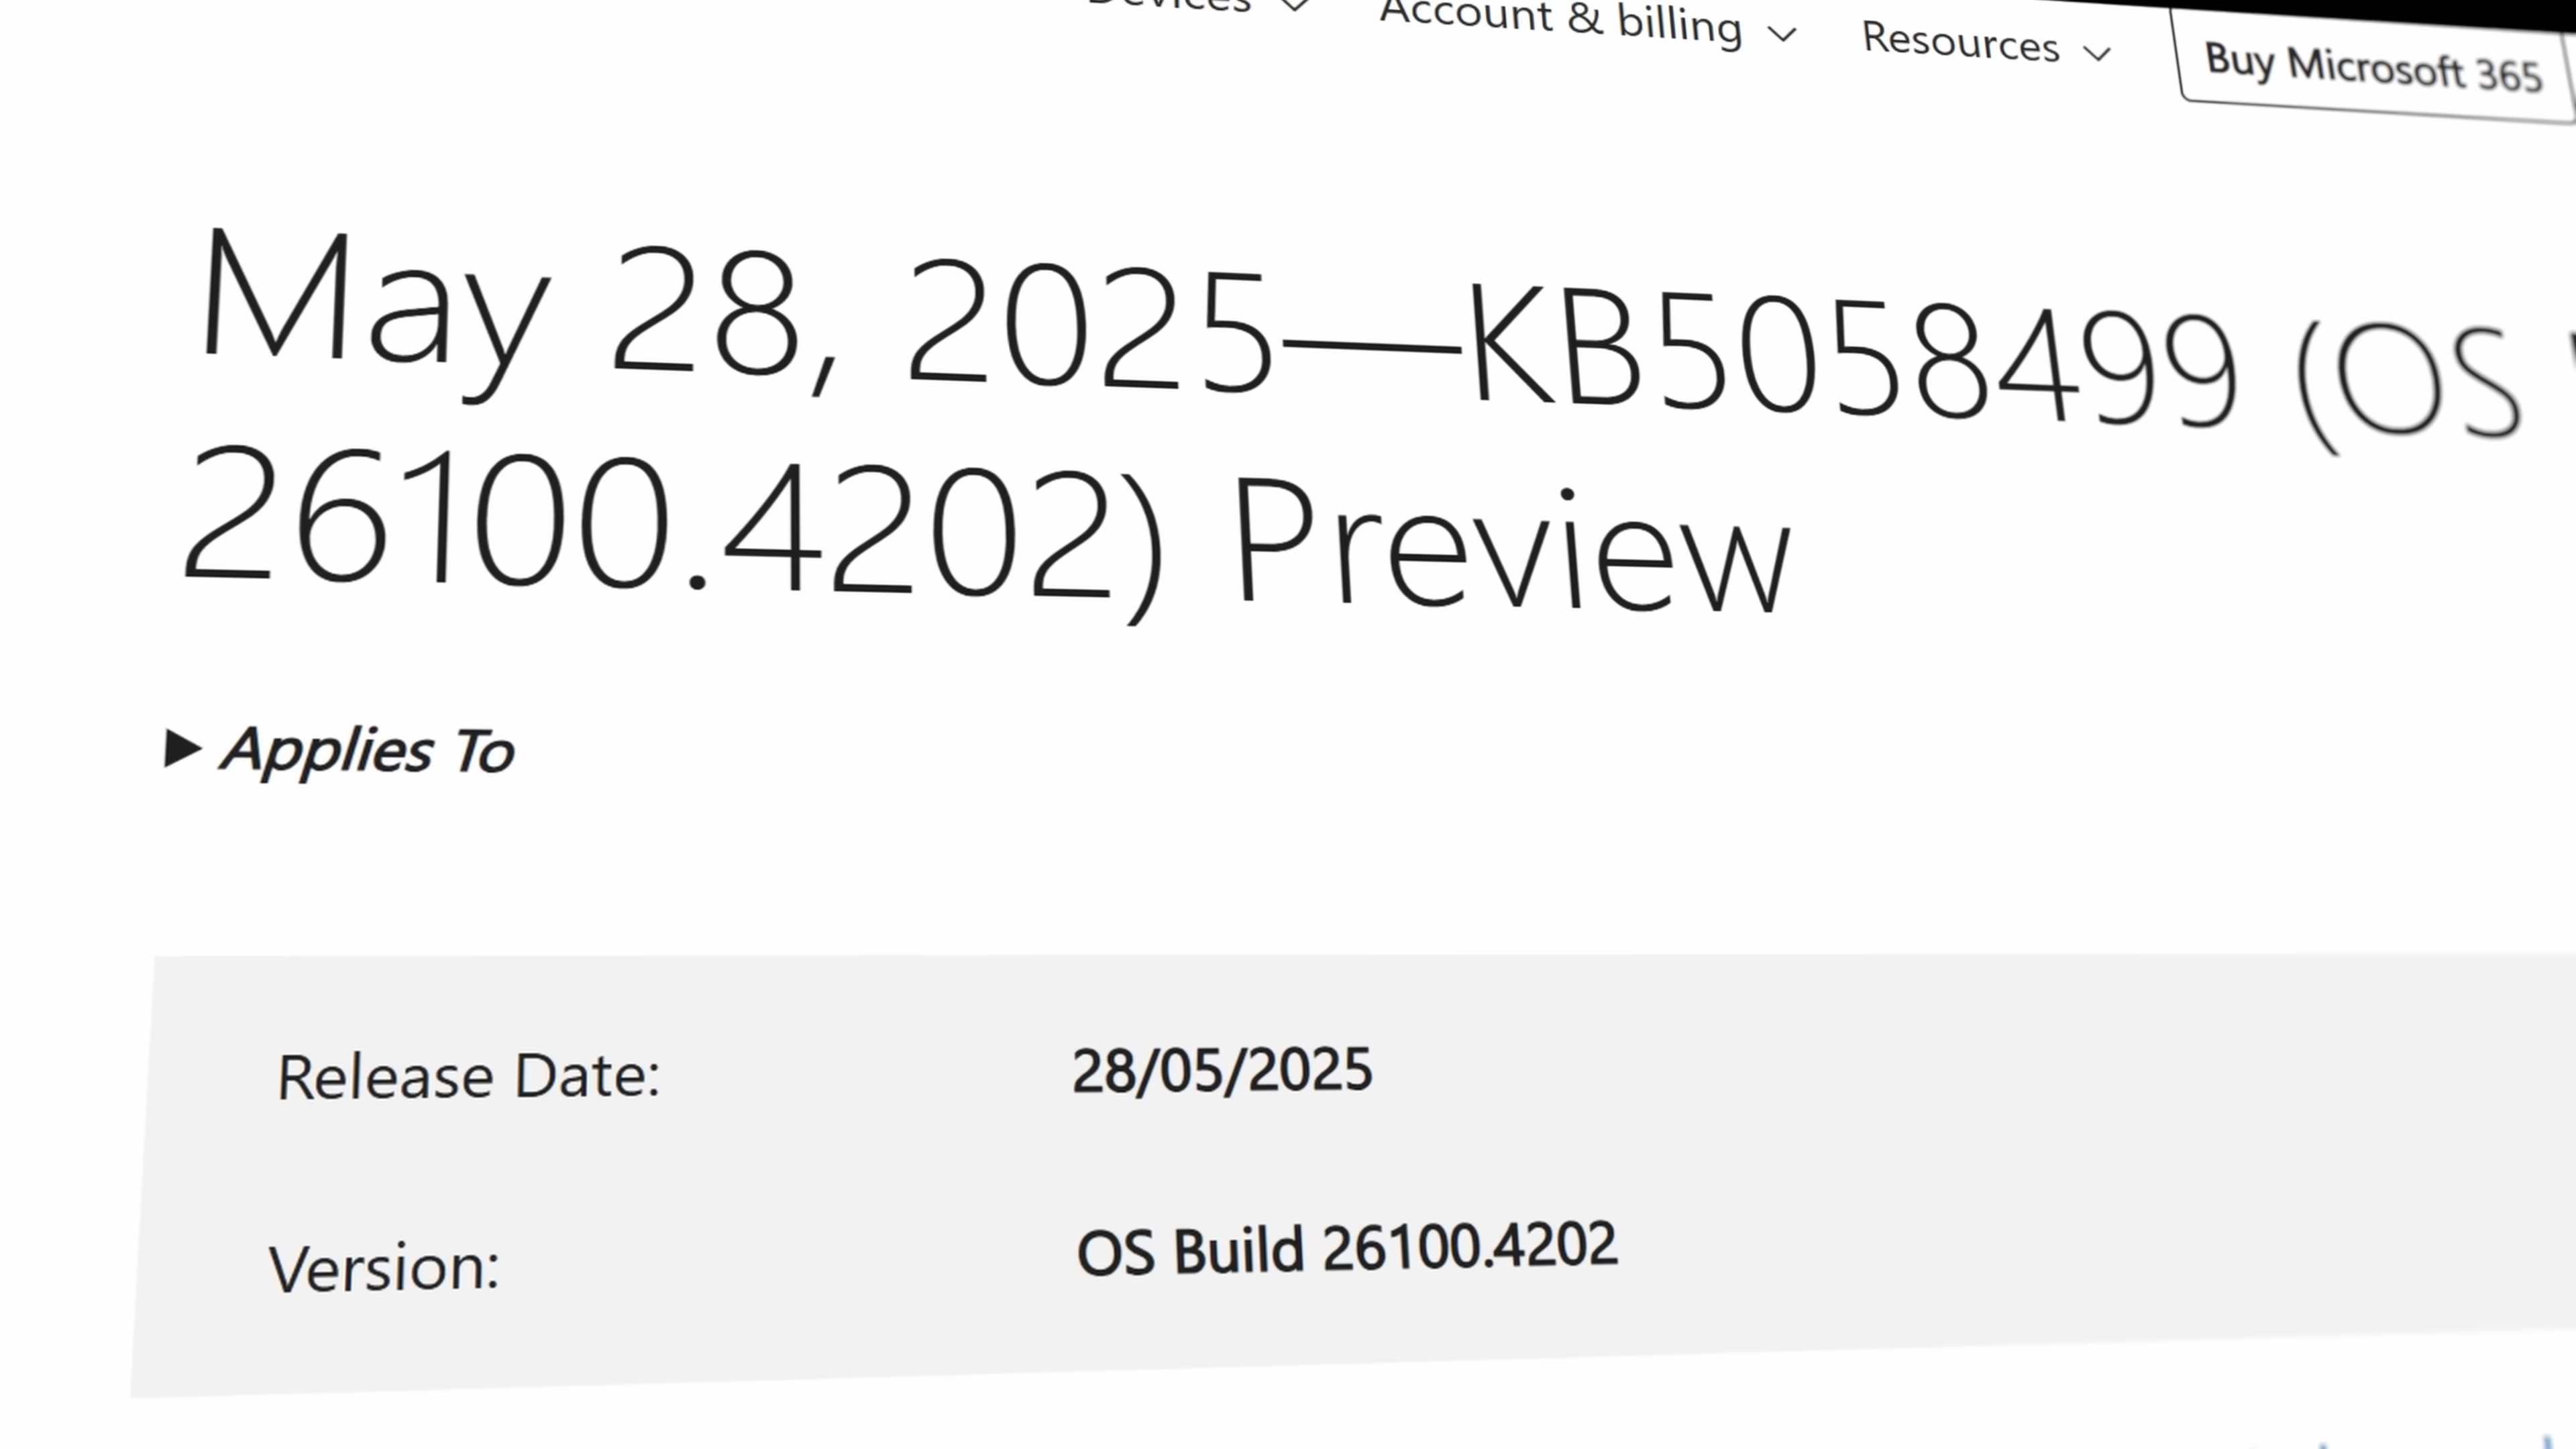 Devices Account & billing Resources Buy Microsoft 365
May 28, 2025—KB5058499 (OS
26100.4202) Preview
Applies To
Release Date: 28/05/2025
Version: OS Build 26100.4202